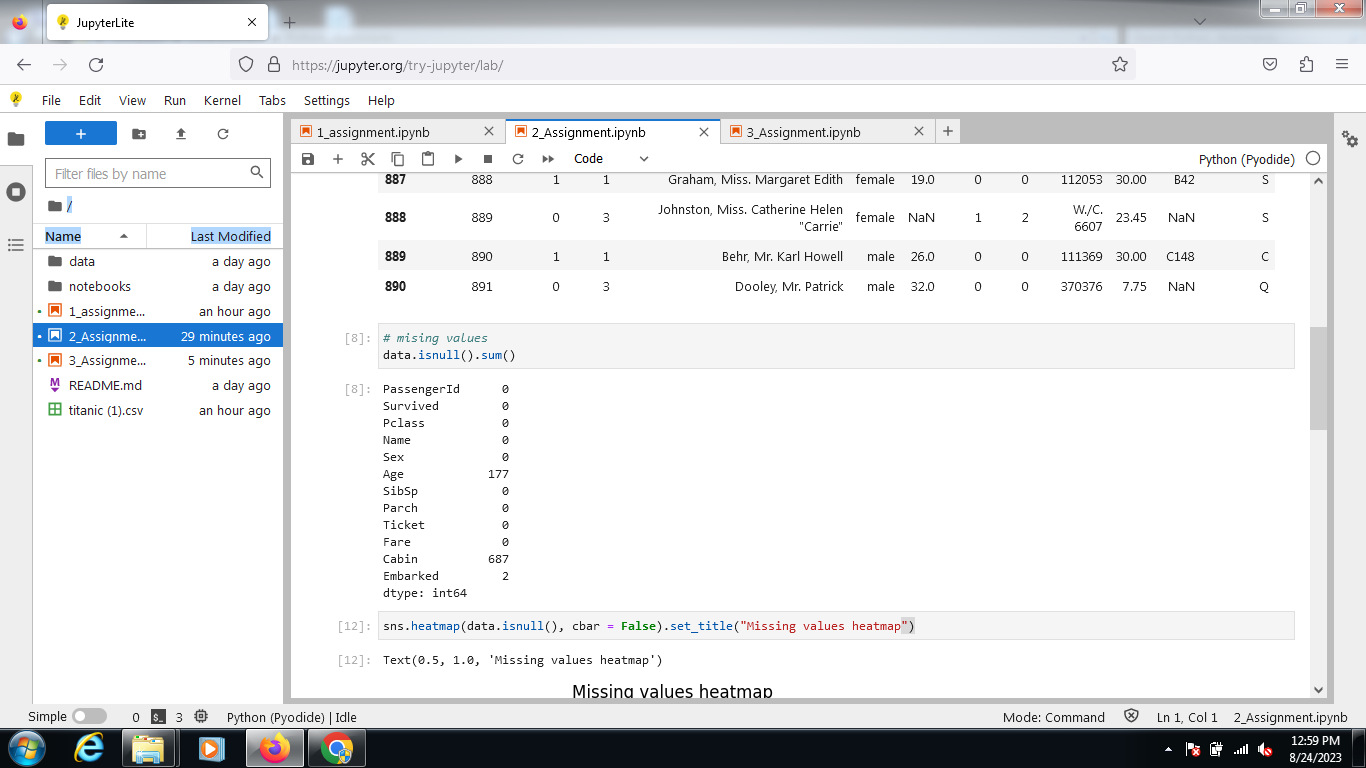 JupyterLite
https://jupyter.org/try-jupyter/lab/
File Edit View Run Kernel Tabs Settings Help
1_assignment.ipynb 2_Assignment.ipynb 3_Assignment.ipynb
Code Python (Pyodide)
Filter files by name
/
Name Last Modified
data a day ago
notebooks a day ago
1_assignme... an hour ago
2_Assignme... 29 minutes ago
3_Assignme... 5 minutes ago
README.md a day ago
titanic (1).csv an hour ago
887 888 1 1 Graham, Miss. Margaret Edith female 19.0 0 0 112053 30.00 B42 S
888 889 0 3 Johnston, Miss. Catherine Helen "Carrie" female NaN 1 2 W./C. 6607 23.45 NaN S
889 890 1 1 Behr, Mr. Karl Howell male 26.0 0 0 111369 30.00 C148 C
890 891 0 3 Dooley, Mr. Patrick male 32.0 0 0 370376 7.75 NaN Q
[8]: # mising values
data.isnull().sum()
[8]: PassengerId 0
Survived 0
Pclass 0
Name 0
Sex 0
Age 177
SibSp 0
Parch 0
Ticket 0
Fare 0
Cabin 687
Embarked 2
dtype: int64
[12]: sns.heatmap(data.isnull(), cbar = False).set_title("Missing values heatmap")
[12]: Text(0.5, 1.0, 'Missing values heatmap')
Missing values heatmap
Simple 0 $_ 3 Python (Pyodide) | Idle Mode: Command Ln 1, Col 1 2_Assignment.ipynb
12:59 PM
8/24/2023